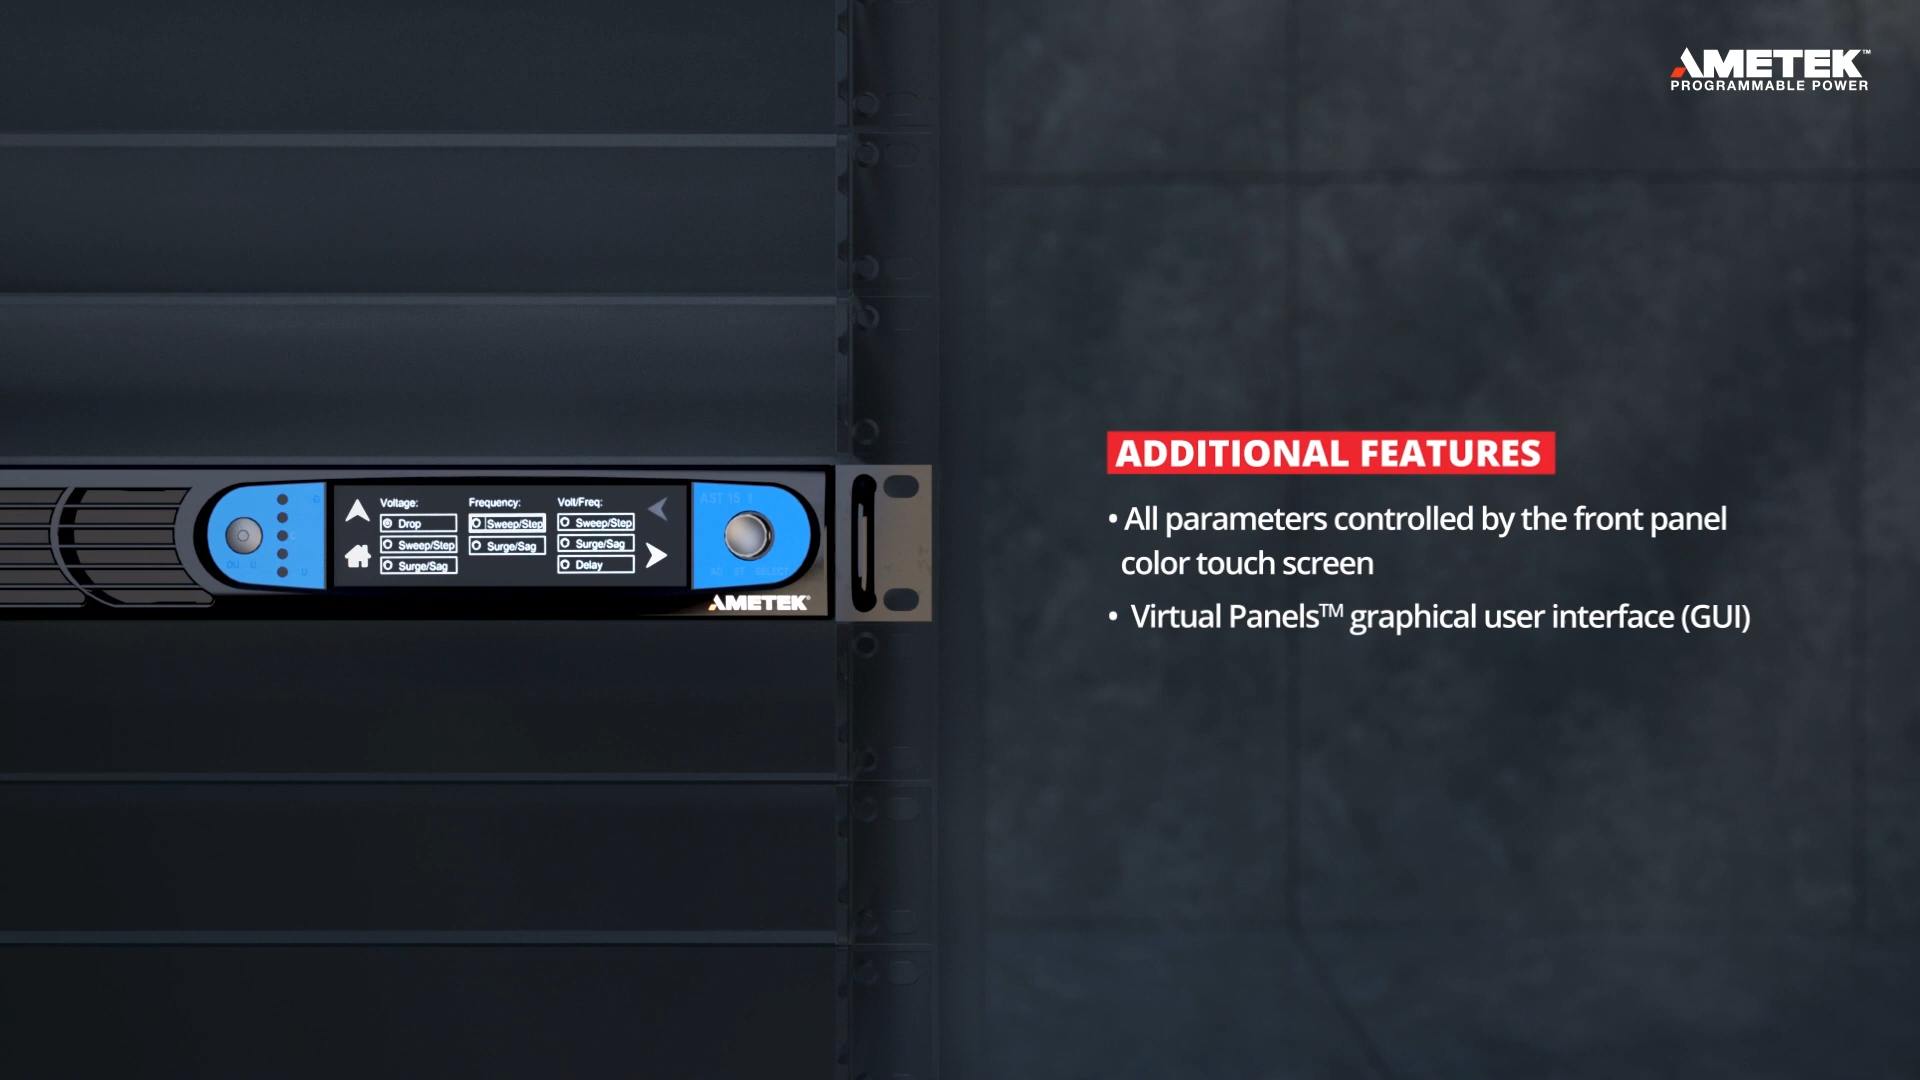 AMETEK™
PROGRAMMABLE POWER
ADDITIONAL FEATURES
• All parameters controlled by the front panel
color touch screen
• Virtual Panels™ graphical user interface (GUI)
Voltage:
Drop
Sweep/Step
Surge/Sag
Frequency:
Sweep/Step
Surge/Sag
Volt/Freq:
Sweep/Step
Surge/Sag
Delay
SELECT
AMETEK®